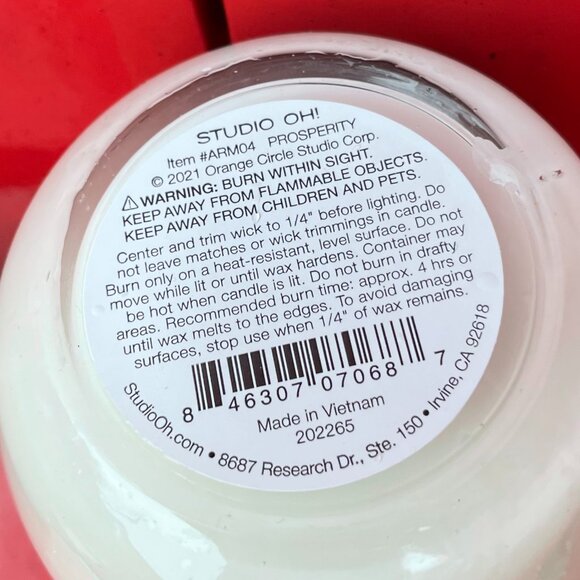 STUDIO OH!
Item #ARM04 PROSPERITY
© 2021 Orange Circle Studio Corp.
⚠ WARNING: BURN WITHIN SIGHT.
KEEP AWAY FROM FLAMMABLE OBJECTS.
KEEP AWAY FROM CHILDREN AND PETS.
Center and trim wick to 1/4" before lighting. Do
not leave matches or wick trimmings in candle.
Burn only on a heat-resistant, level surface. Do not
move while lit or until wax hardens. Container may
be hot when candle is lit. Do not burn in drafty
areas. Recommended burn time: approx. 4 hrs or
until wax melts to the edges. To avoid damaging
surfaces, stop use when 1/4" of wax remains.
8 46307 07068 7
Made in Vietnam
202265
StudioOh.com • 8687 Research Dr., Ste. 150 • Irvine, CA 92618